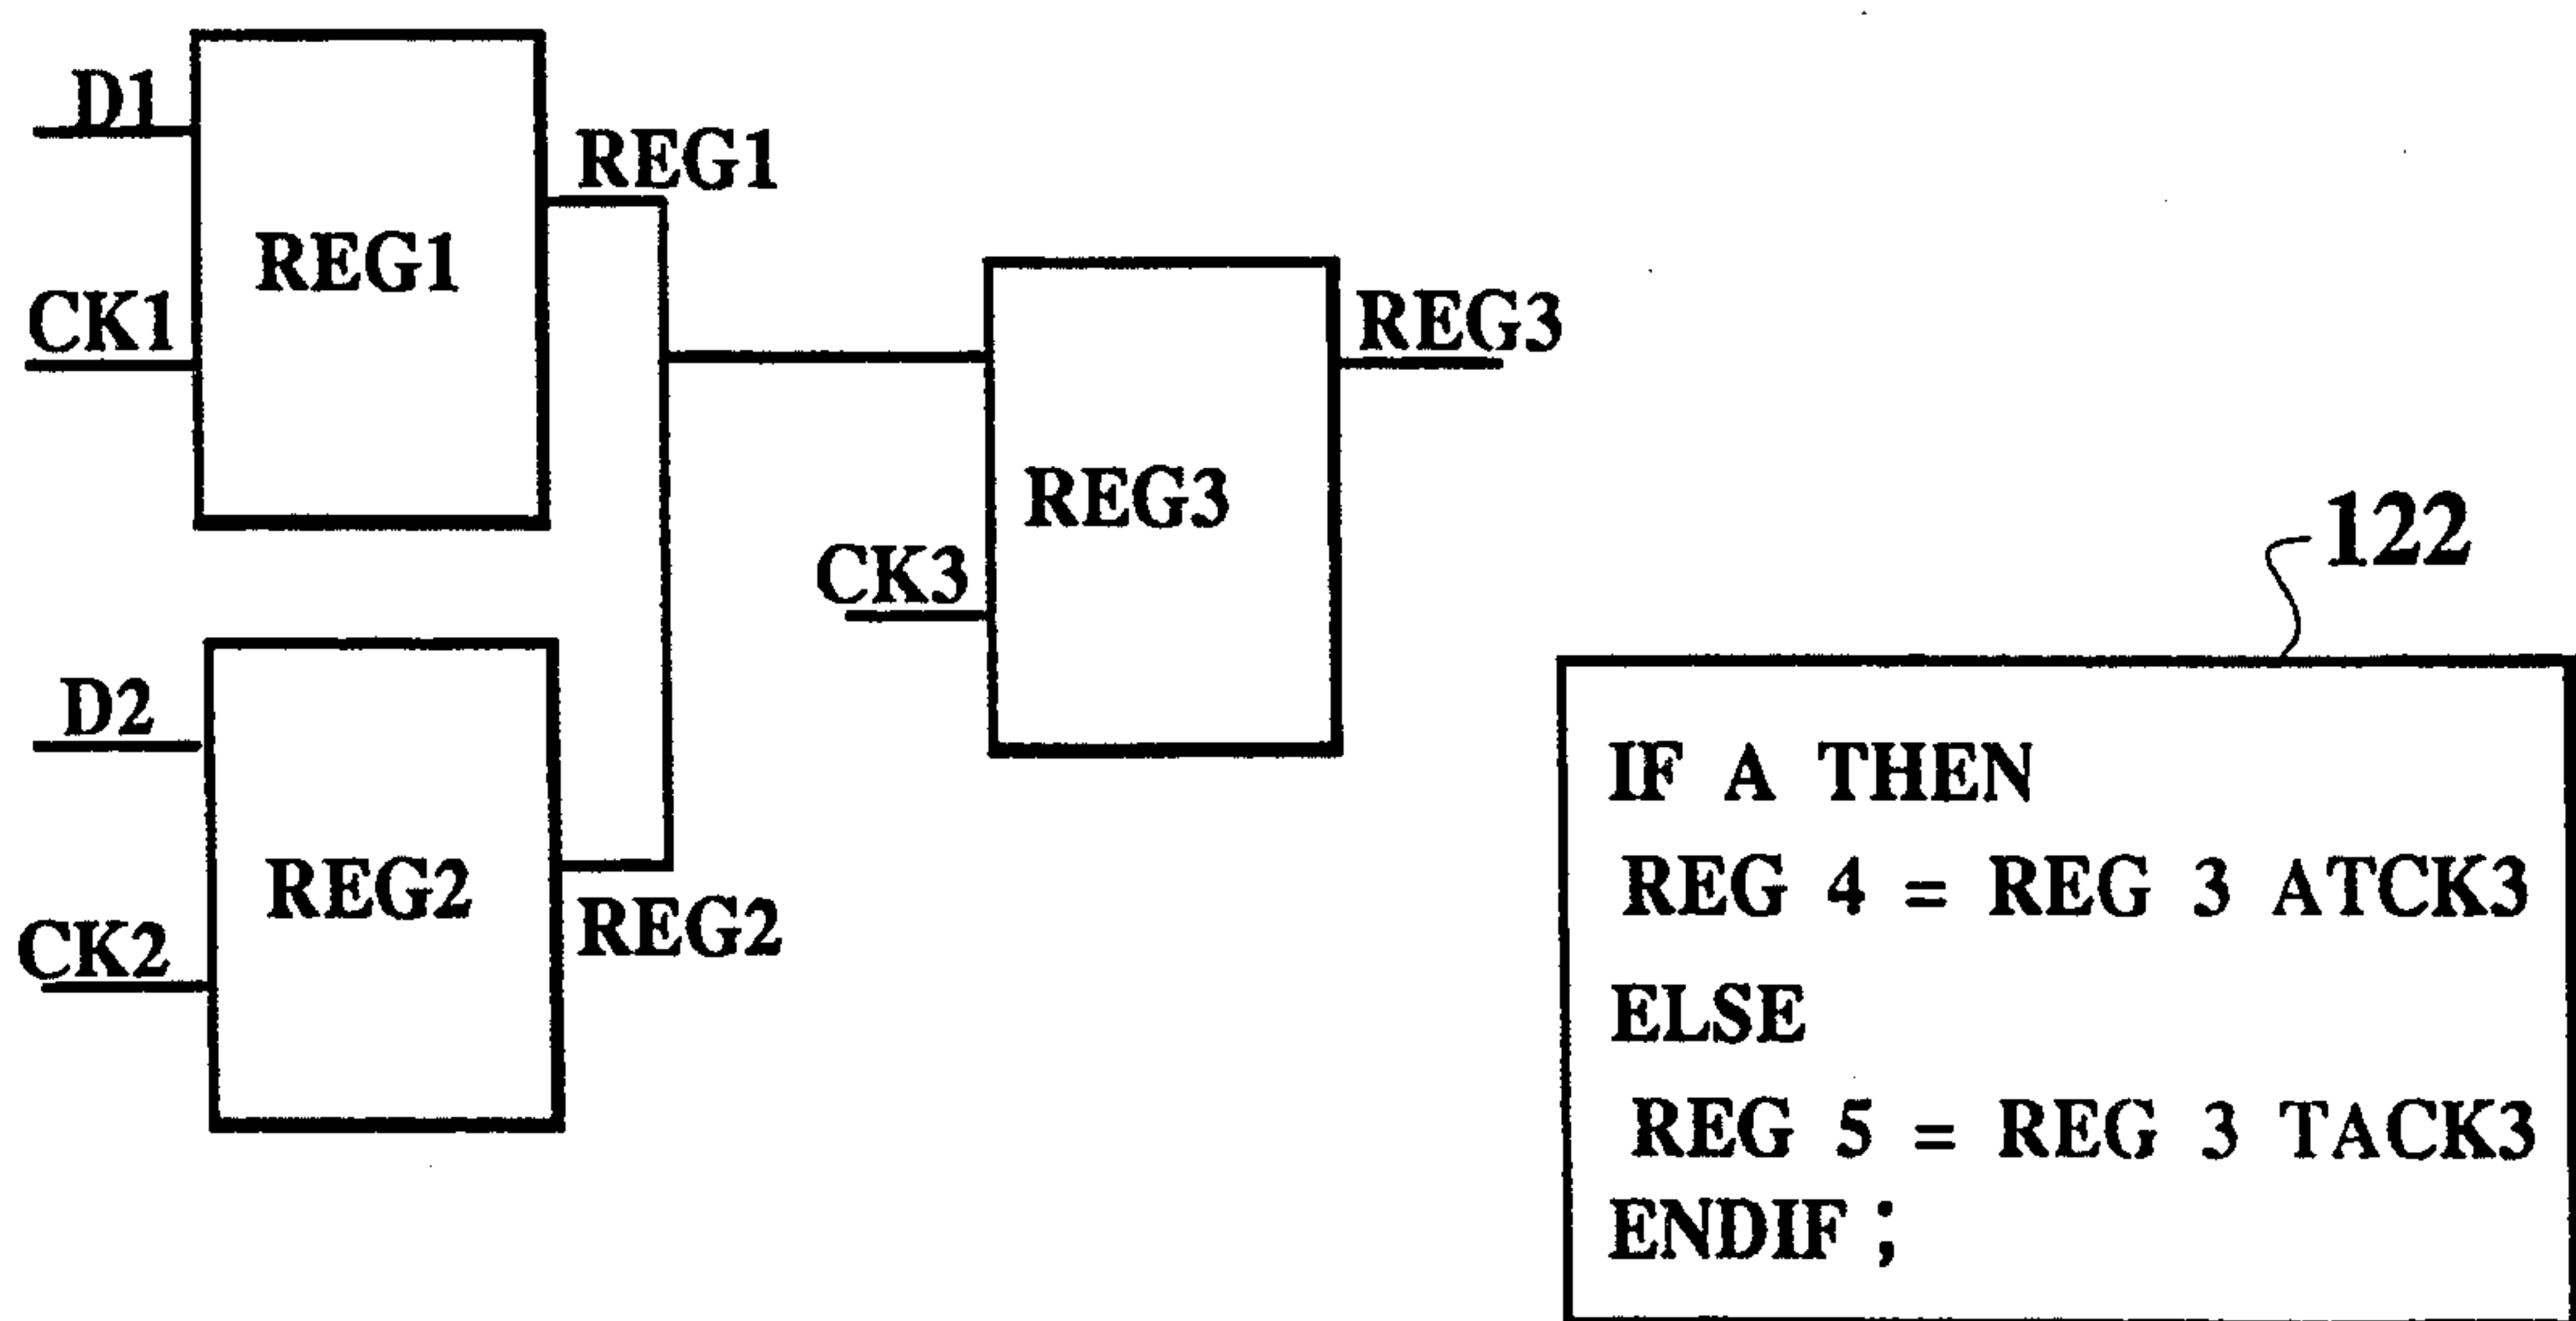 D1
REG1
REG1
CK1
REG3
REG3
CK3
D2
REG2
REG2
CK2
122
IF A THEN
REG 4 = REG 3 ATCK3
ELSE
REG 5 = REG 3 TACK3
ENDIF ;